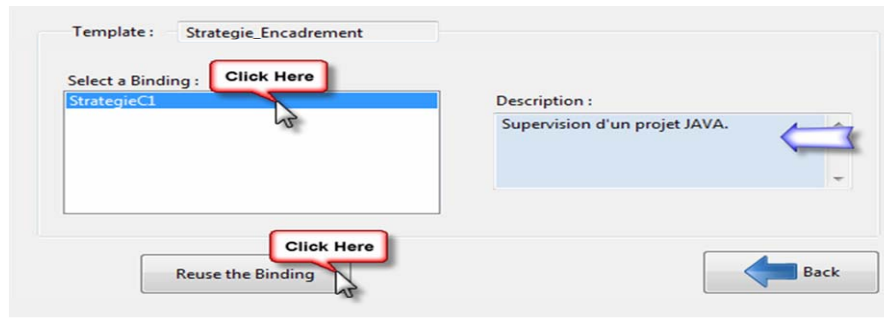 Template : Strategie_Encadrement
Select a Binding : Click Here
StrategieC1
Description :
Supervision d'un projet JAVA.
Click Here
Reuse the Binding
Back